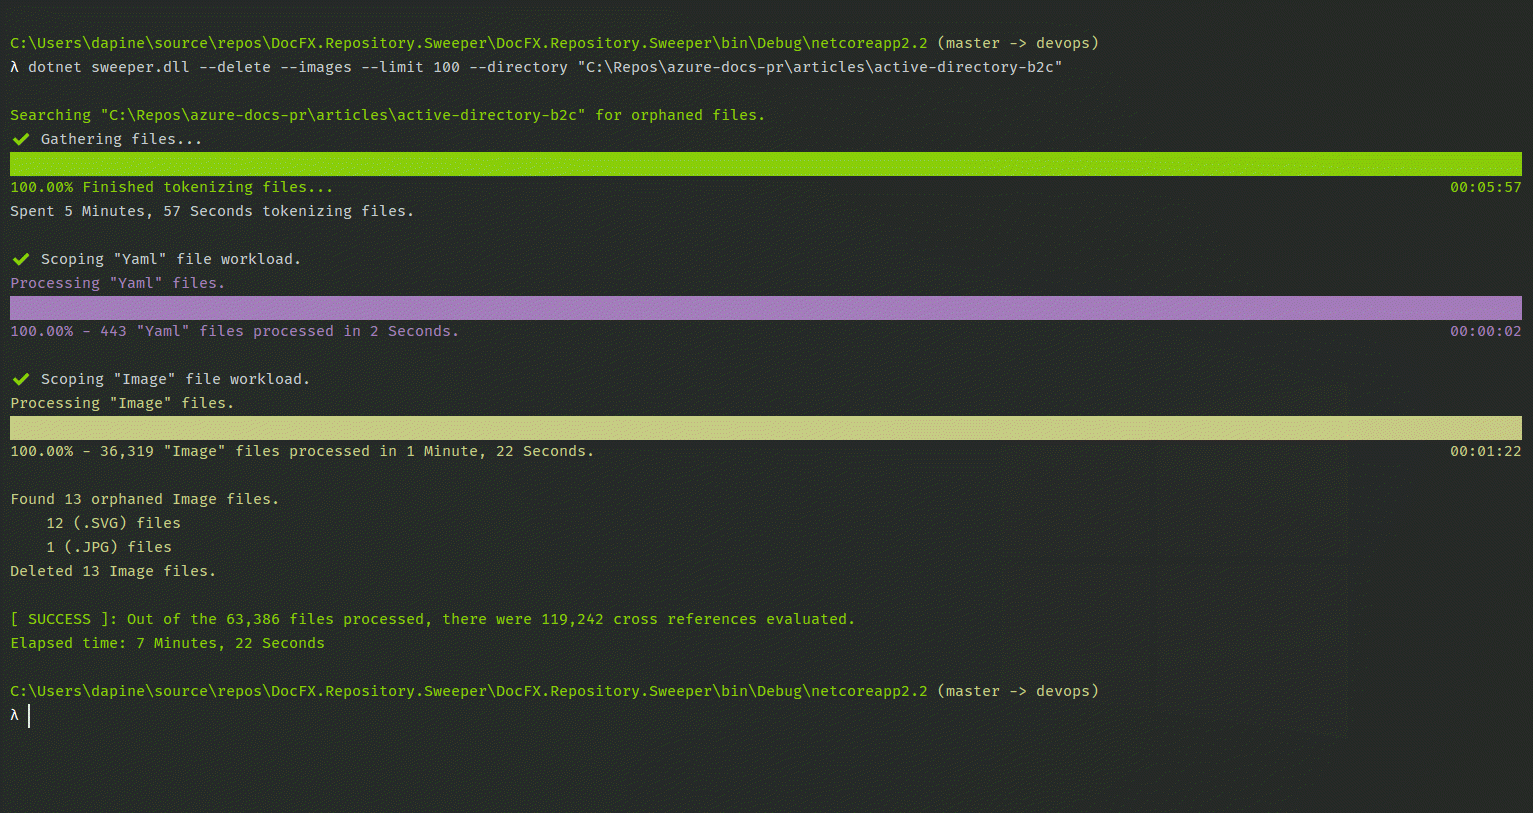 C:\Users\dapine\source\repos\DocFX.Repository.Sweeper\DocFX.Repository.Sweeper\bin\Debug\netcoreapp2.2 (master -> devops)
λ dotnet sweeper.dll --delete --images --limit 100 --directory "C:\Repos\azure-docs-pr\articles\active-directory-b2c"
Searching "C:\Repos\azure-docs-pr\articles\active-directory-b2c" for orphaned files.
✔ Gathering files...
100.00% Finished tokenizing files... 00:05:57
Spent 5 Minutes, 57 Seconds tokenizing files.
✔ Scoping "Yaml" file workload.
Processing "Yaml" files.
100.00% - 443 "Yaml" files processed in 2 Seconds. 00:00:02
✔ Scoping "Image" file workload.
Processing "Image" files.
100.00% - 36,319 "Image" files processed in 1 Minute, 22 Seconds. 00:01:22
Found 13 orphaned Image files.
12 (.SVG) files
1 (.JPG) files
Deleted 13 Image files.
[ SUCCESS ]: Out of the 63,386 files processed, there were 119,242 cross references evaluated.
Elapsed time: 7 Minutes, 22 Seconds
C:\Users\dapine\source\repos\DocFX.Repository.Sweeper\DocFX.Repository.Sweeper\bin\Debug\netcoreapp2.2 (master -> devops)
λ